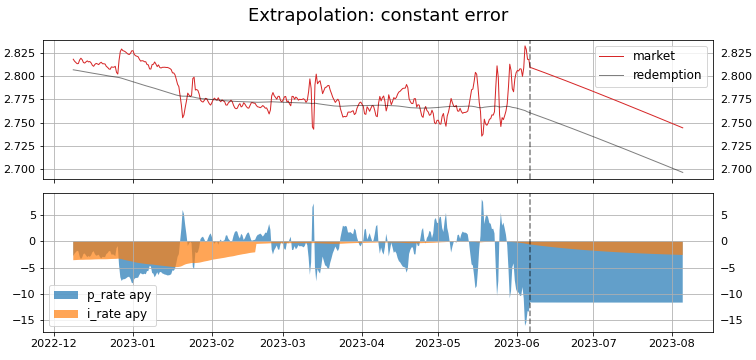 Extrapolation: constant error
2.825 2.825
2.800 2.800
2.775 2.775
2.750 2.750
2.725 2.725
2.700 2.700
market
redemption
5 5
0 0
−5 −5
−10 −10
−15 −15
p_rate apy
i_rate apy
2022-12 2023-01 2023-02 2023-03 2023-04 2023-05 2023-06 2023-07 2023-08